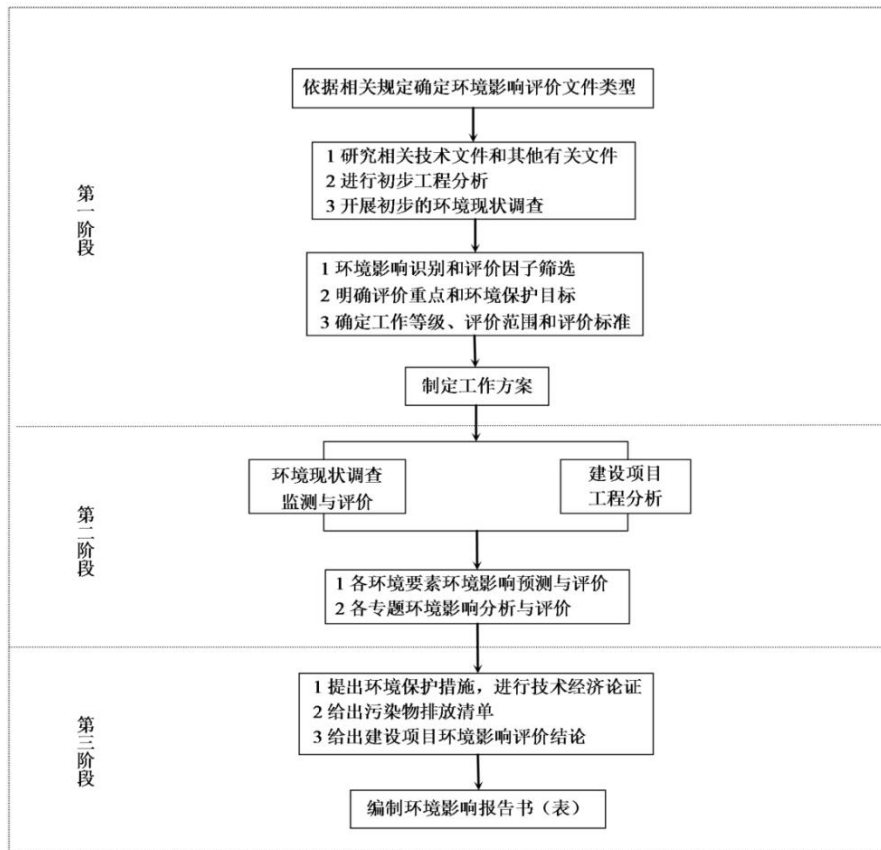 依据相关规定确定环境影响评价文件类型
1 研究相关技术文件和其他有关文件
2 进行初步工程分析
3 开展初步的环境现状调查
第一阶段
1 环境影响识别和评价因子筛选
2 明确评价重点和环境保护目标
3 确定工作等级、评价范围和评价标准
制定工作方案
环境现状调查
监测与评价
建设项目
工程分析
第二阶段
1 各环境要素环境影响预测与评价
2 各专题环境影响分析与评价
1 提出环境保护措施，进行技术经济论证
2 给出污染物排放清单
3 给出建设项目环境影响评价结论
第三阶段
编制环境影响报告书（表）